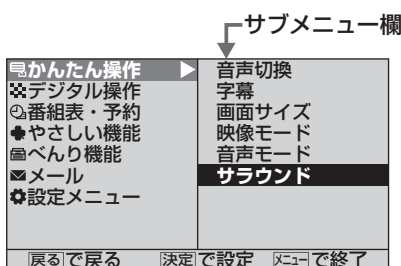 サブメニュー欄
かんたん操作
デジタル操作
番組表・予約
やさしい機能
べんり機能
メール
設定メニュー
音声切換
字幕
画面サイズ
映像モード
音声モード
サラウンド
戻るで戻る 決定で設定 メニューで終了